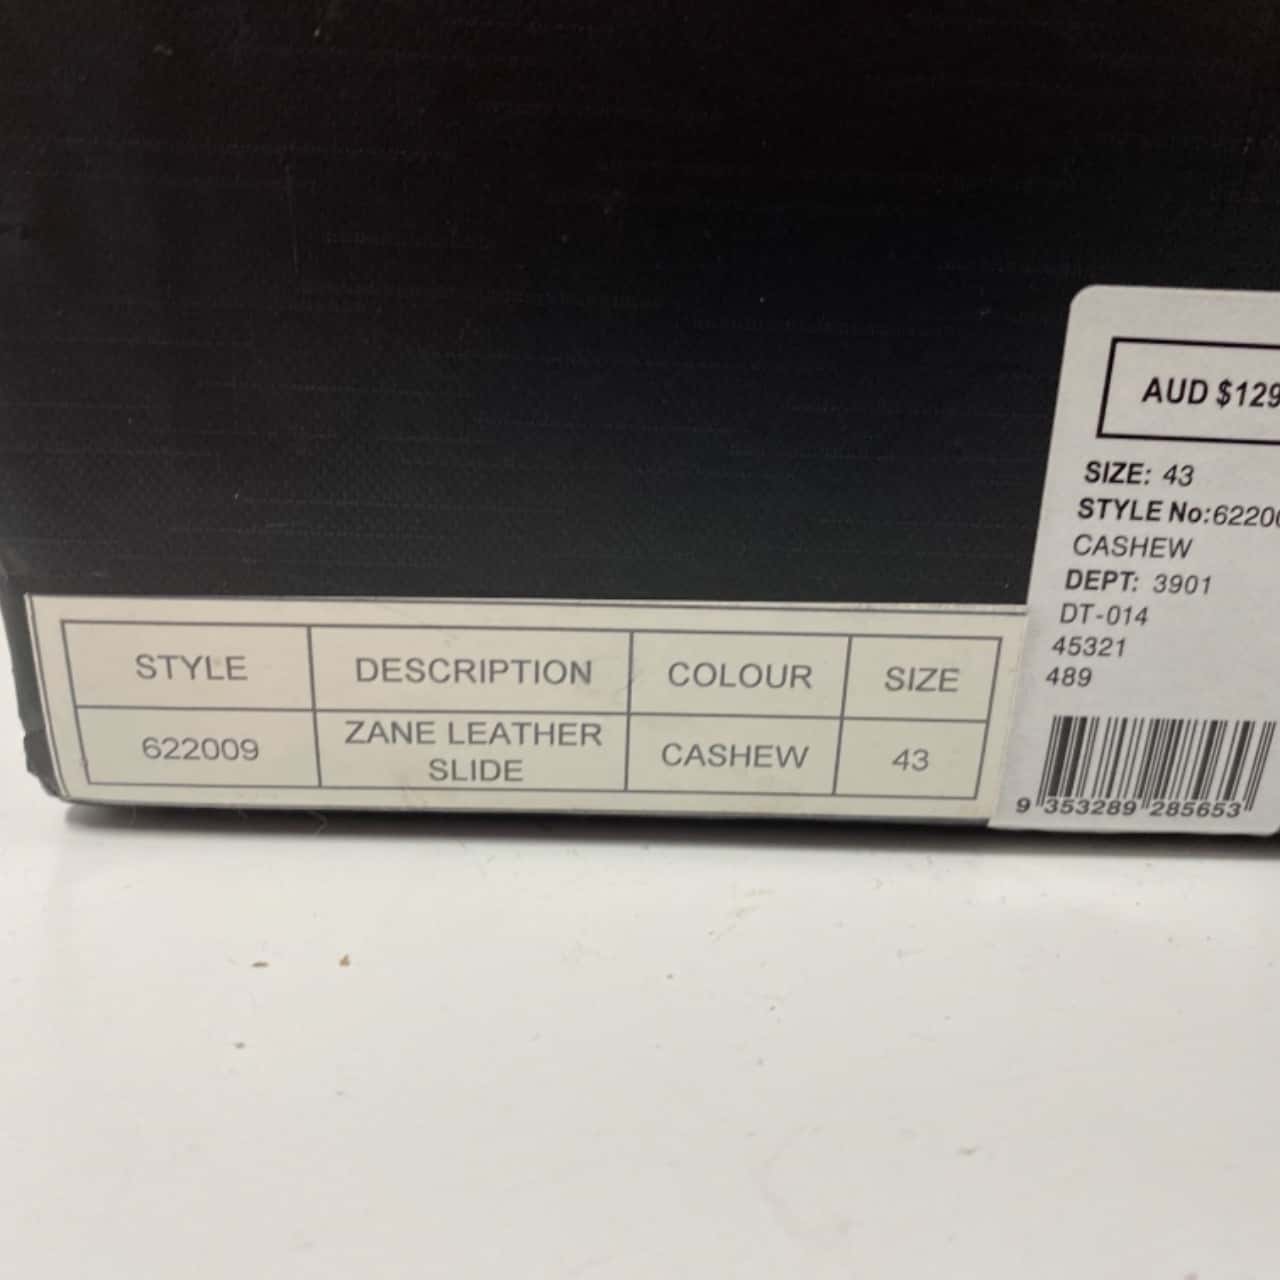 STYLE DESCRIPTION COLOUR SIZE
622009 ZANE LEATHER SLIDE CASHEW 43
AUD $129
SIZE: 43
STYLE No:62200
CASHEW
DEPT: 3901
DT-014
45321
489
9 353289 285653